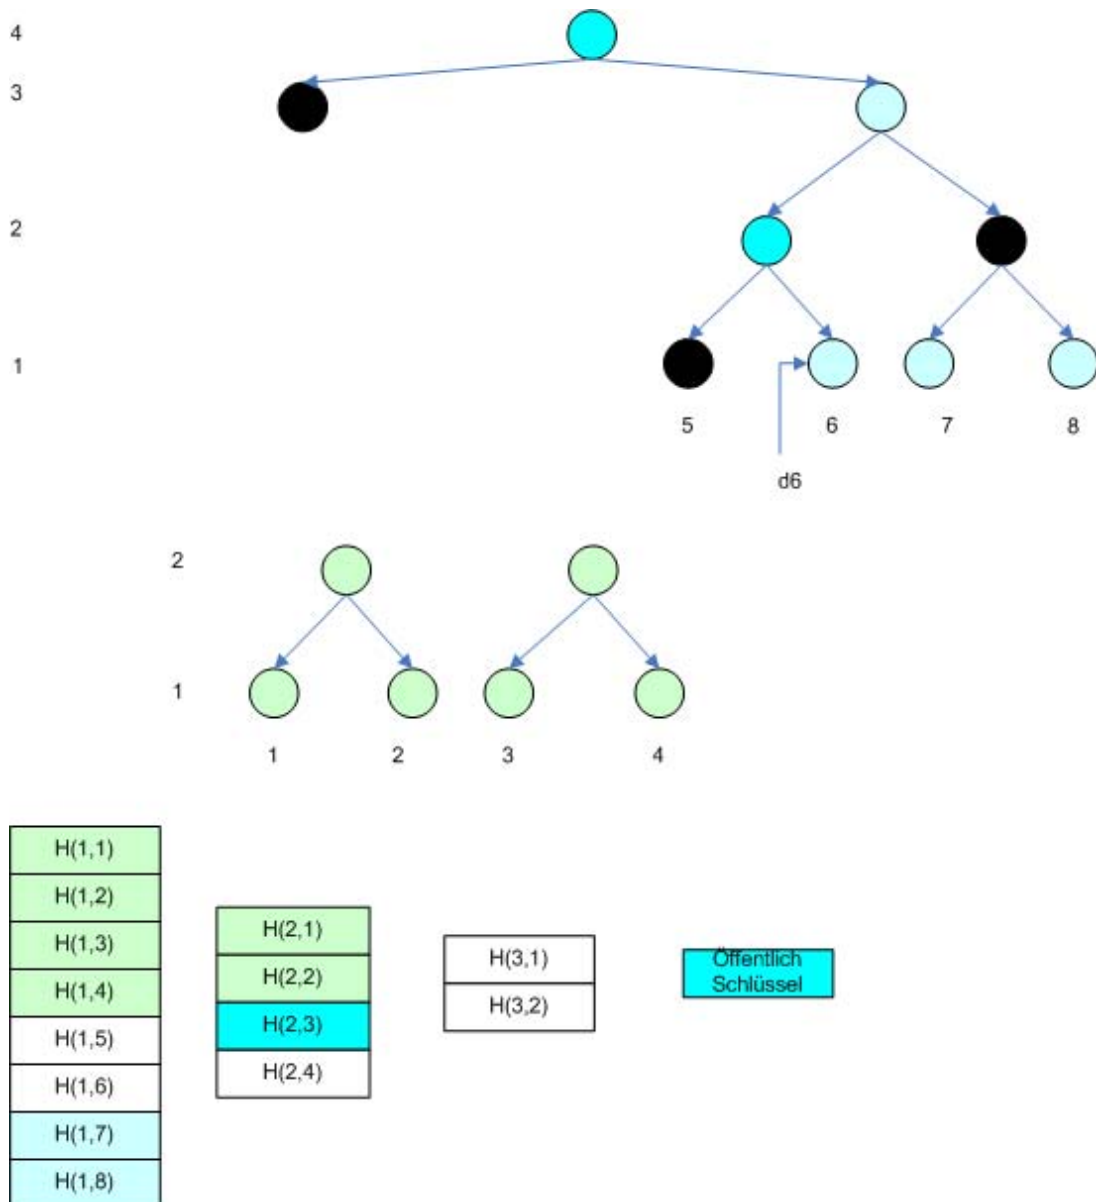 4
3
2
1
5 6 7 8
d6
2
1
1 2 3 4
H(1,1)
H(1,2)
H(1,3)
H(1,4)
H(1,5)
H(1,6)
H(1,7)
H(1,8)
H(2,1)
H(2,2)
H(2,3)
H(2,4)
H(3,1)
H(3,2)
Öffentlich
Schlüssel